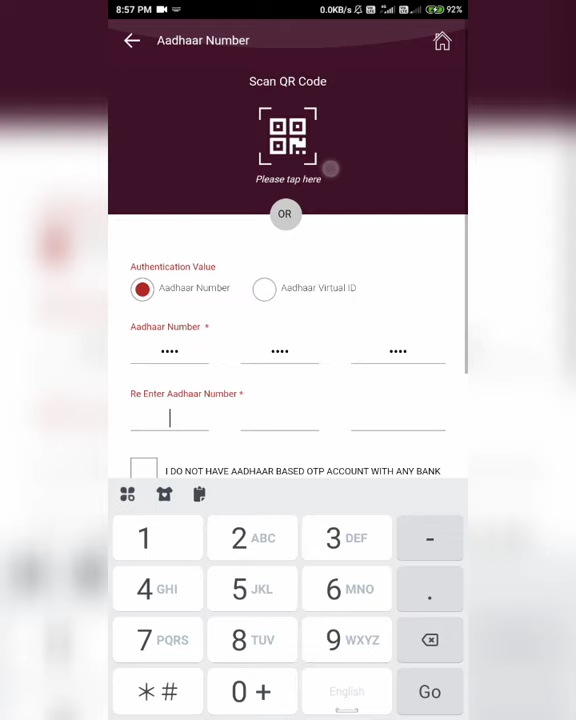 8:57 PM 0.0KB/s 92%
Aadhaar Number
Scan QR Code
Please tap here
OR
Authentication Value
Aadhaar Number Aadhaar Virtual ID
Aadhaar Number *
•••• •••• ••••
Re Enter Aadhaar Number *
I DO NOT HAVE AADHAAR BASED OTP ACCOUNT WITH ANY BANK
1 2 ABC 3 DEF -
4 GHI 5 JKL 6 MNO .
7 PQRS 8 TUV 9 WXYZ
*# 0 + English Go